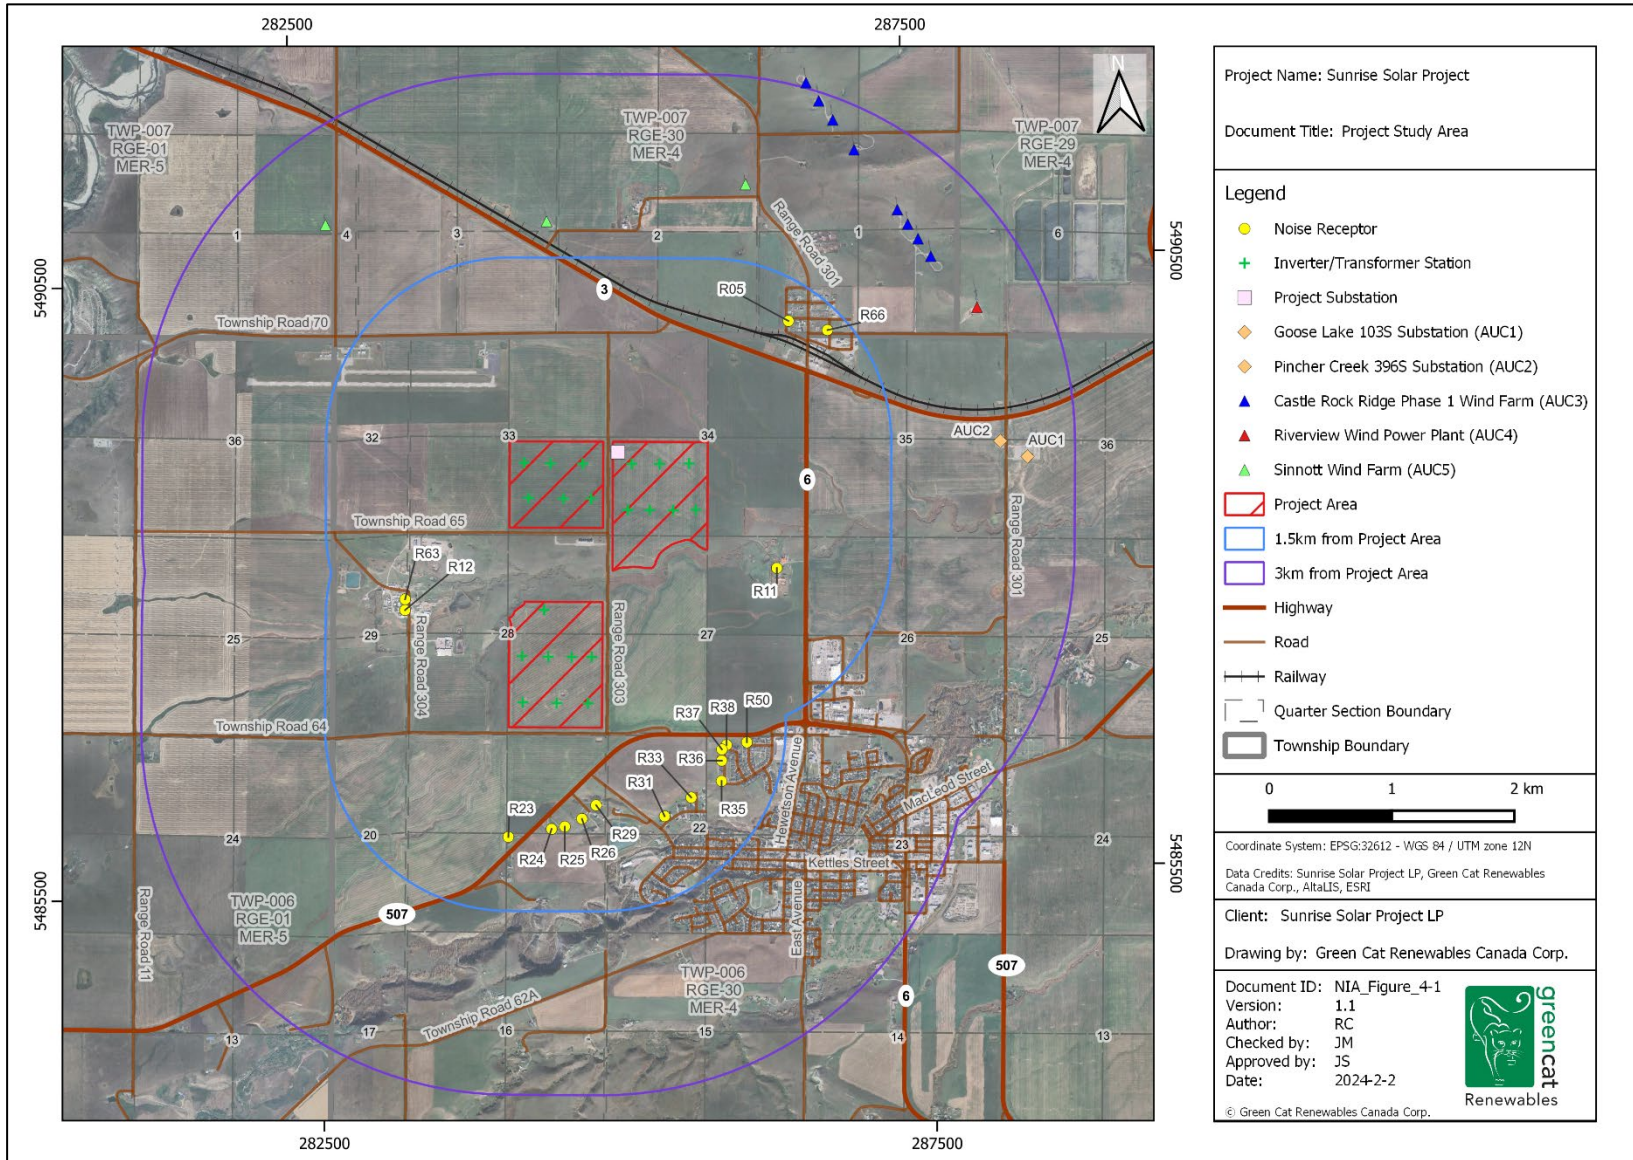 282500
287500
5490500
5490500
5485500
5485500
282500
287500
N
TWP-007
RGE-01
MER-5
TWP-007
RGE-30
MER-4
TWP-007
RGE-29
MER-4
1
4
3
2
1
6
Range Road 301
3
R05
R66
Township Road 70
36
32
33
34
35
36
AUC2
AUC1
6
Township Road 65
R63
R12
R11
Range Road 301
25
29
28
27
26
25
Range Road 304
Range Road 303
Township Road 64
R37
R38
R50
R33
R36
R31
R35
R23
R29
R24
R25
R26
Hewetson Avenue
MacLeod Street
24
20
22
23
24
Kettles Street
East Avenue
TWP-006
RGE-01
MER-5
507
Range Road 11
TWP-006
RGE-30
MER-4
507
6
Township Road 62A
13
17
16
15
14
13
Project Name: Sunrise Solar Project
Document Title: Project Study Area
Legend
Noise Receptor
Inverter/Transformer Station
Project Substation
Goose Lake 103S Substation (AUC1)
Pincher Creek 396S Substation (AUC2)
Castle Rock Ridge Phase 1 Wind Farm (AUC3)
Riverview Wind Power Plant (AUC4)
Sinnott Wind Farm (AUC5)
Project Area
1.5km from Project Area
3km from Project Area
Highway
Road
Railway
Quarter Section Boundary
Township Boundary
0 1 2 km
Coordinate System: EPSG:32612 - WGS 84 / UTM zone 12N
Data Credits: Sunrise Solar Project LP, Green Cat Renewables
Canada Corp., AltaLIS, ESRI
Client: Sunrise Solar Project LP
Drawing by: Green Cat Renewables Canada Corp.
Document ID: NIA_Figure_4-1
Version: 1.1
Author: RC
Checked by: JM
Approved by: JS
Date: 2024-2-2
© Green Cat Renewables Canada Corp.
greencat
Renewables